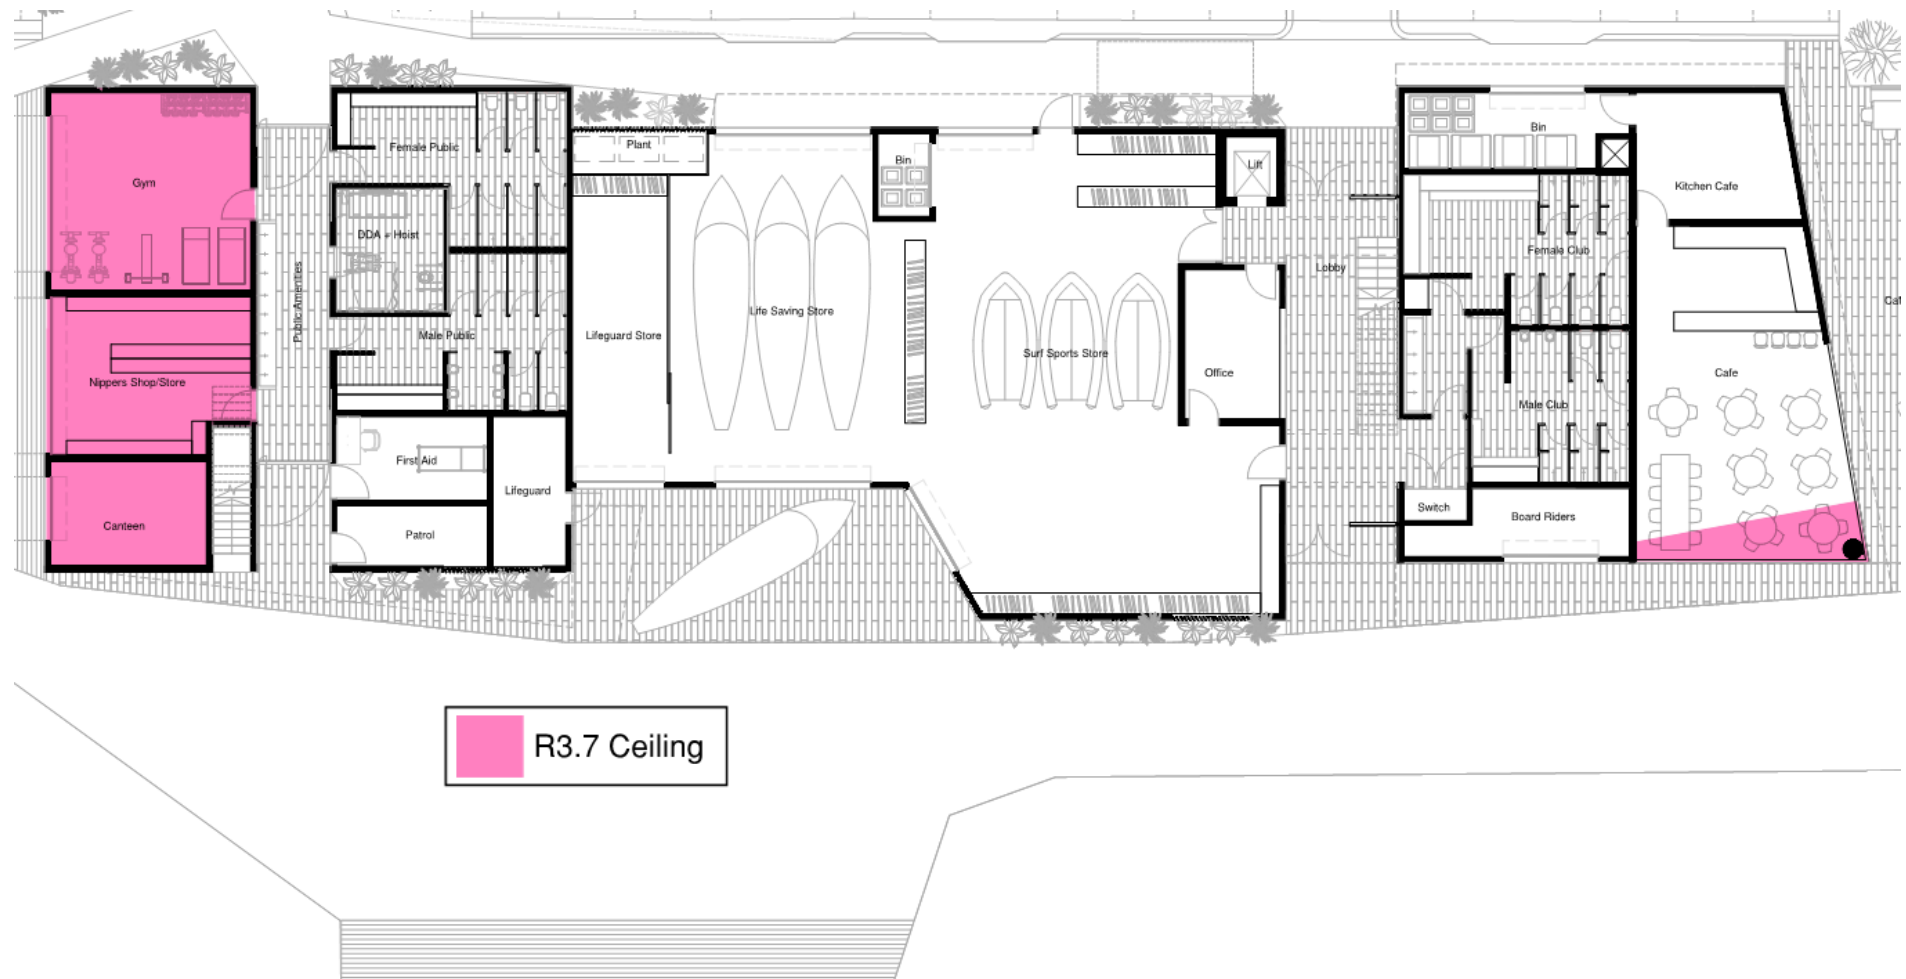 Gym
Nippers Shop/Store
Canteen
Public Amenities
Female Public
DDA + Hoist
Male Public
First Aid
Lifeguard
Patrol
Plant
Lifeguard Store
Life Saving Store
Bin
Surf Sports Store
Lift
Office
Lobby
Bin
Kitchen Cafe
Female Club
Male Club
Cafe
Switch
Board Riders
R3.7 Ceiling